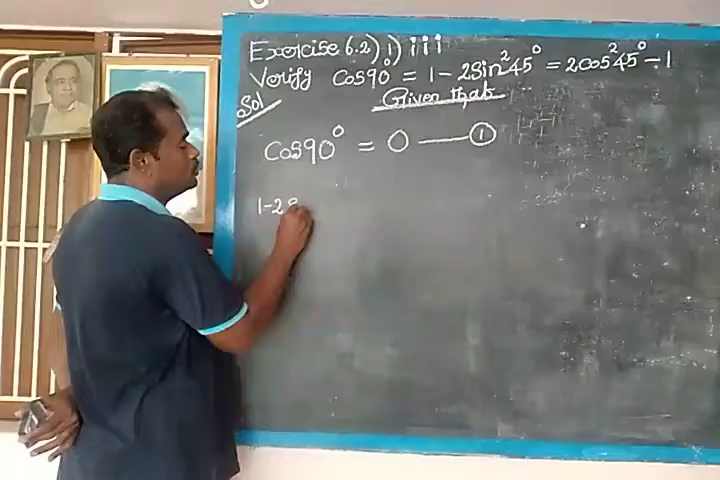 Exercise 6.2) 1) iii
Verify Cos90° = 1 - 2Sin²45° = 2cos²45° - 1
Sol
Given that
Cos90° = 0 — ①
1-2 S